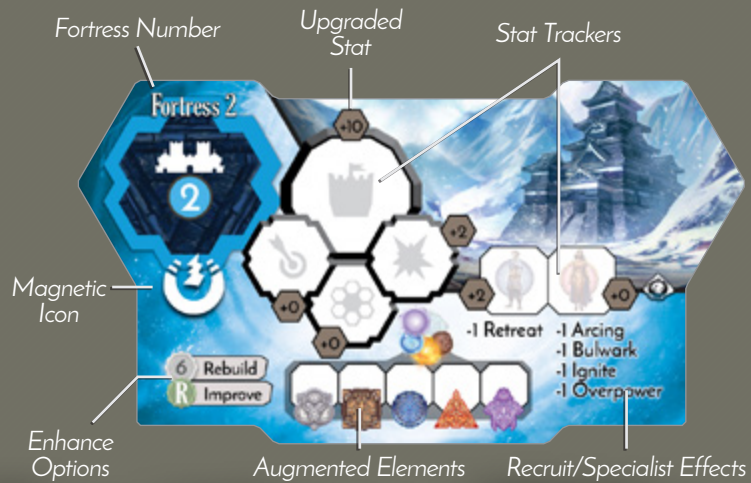 Fortress Number
Upgraded
Stat
Stat Trackers
Fortress 2
+10
2
+2
Magnetic
Icon
+0
+0
+2
+0
-1 Retreat
-1 Arcing
-1 Bulwark
-1 Ignite
-1 Overpower
6 Rebuild
R Improve
Enhance
Options
Augmented Elements
Recruit/Specialist Effects